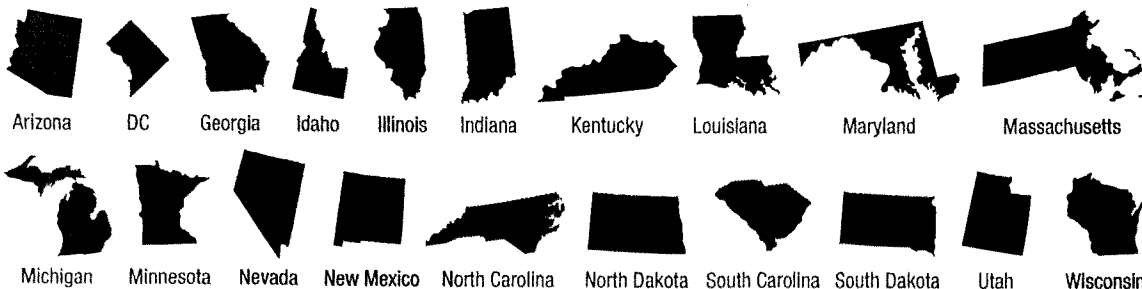 Arizona DC Georgia Idaho Illinois Indiana Kentucky Louisiana Maryland Massachusetts
Michigan Minnesota Nevada New Mexico North Carolina North Dakota South Carolina South Dakota Utah Wisconsin